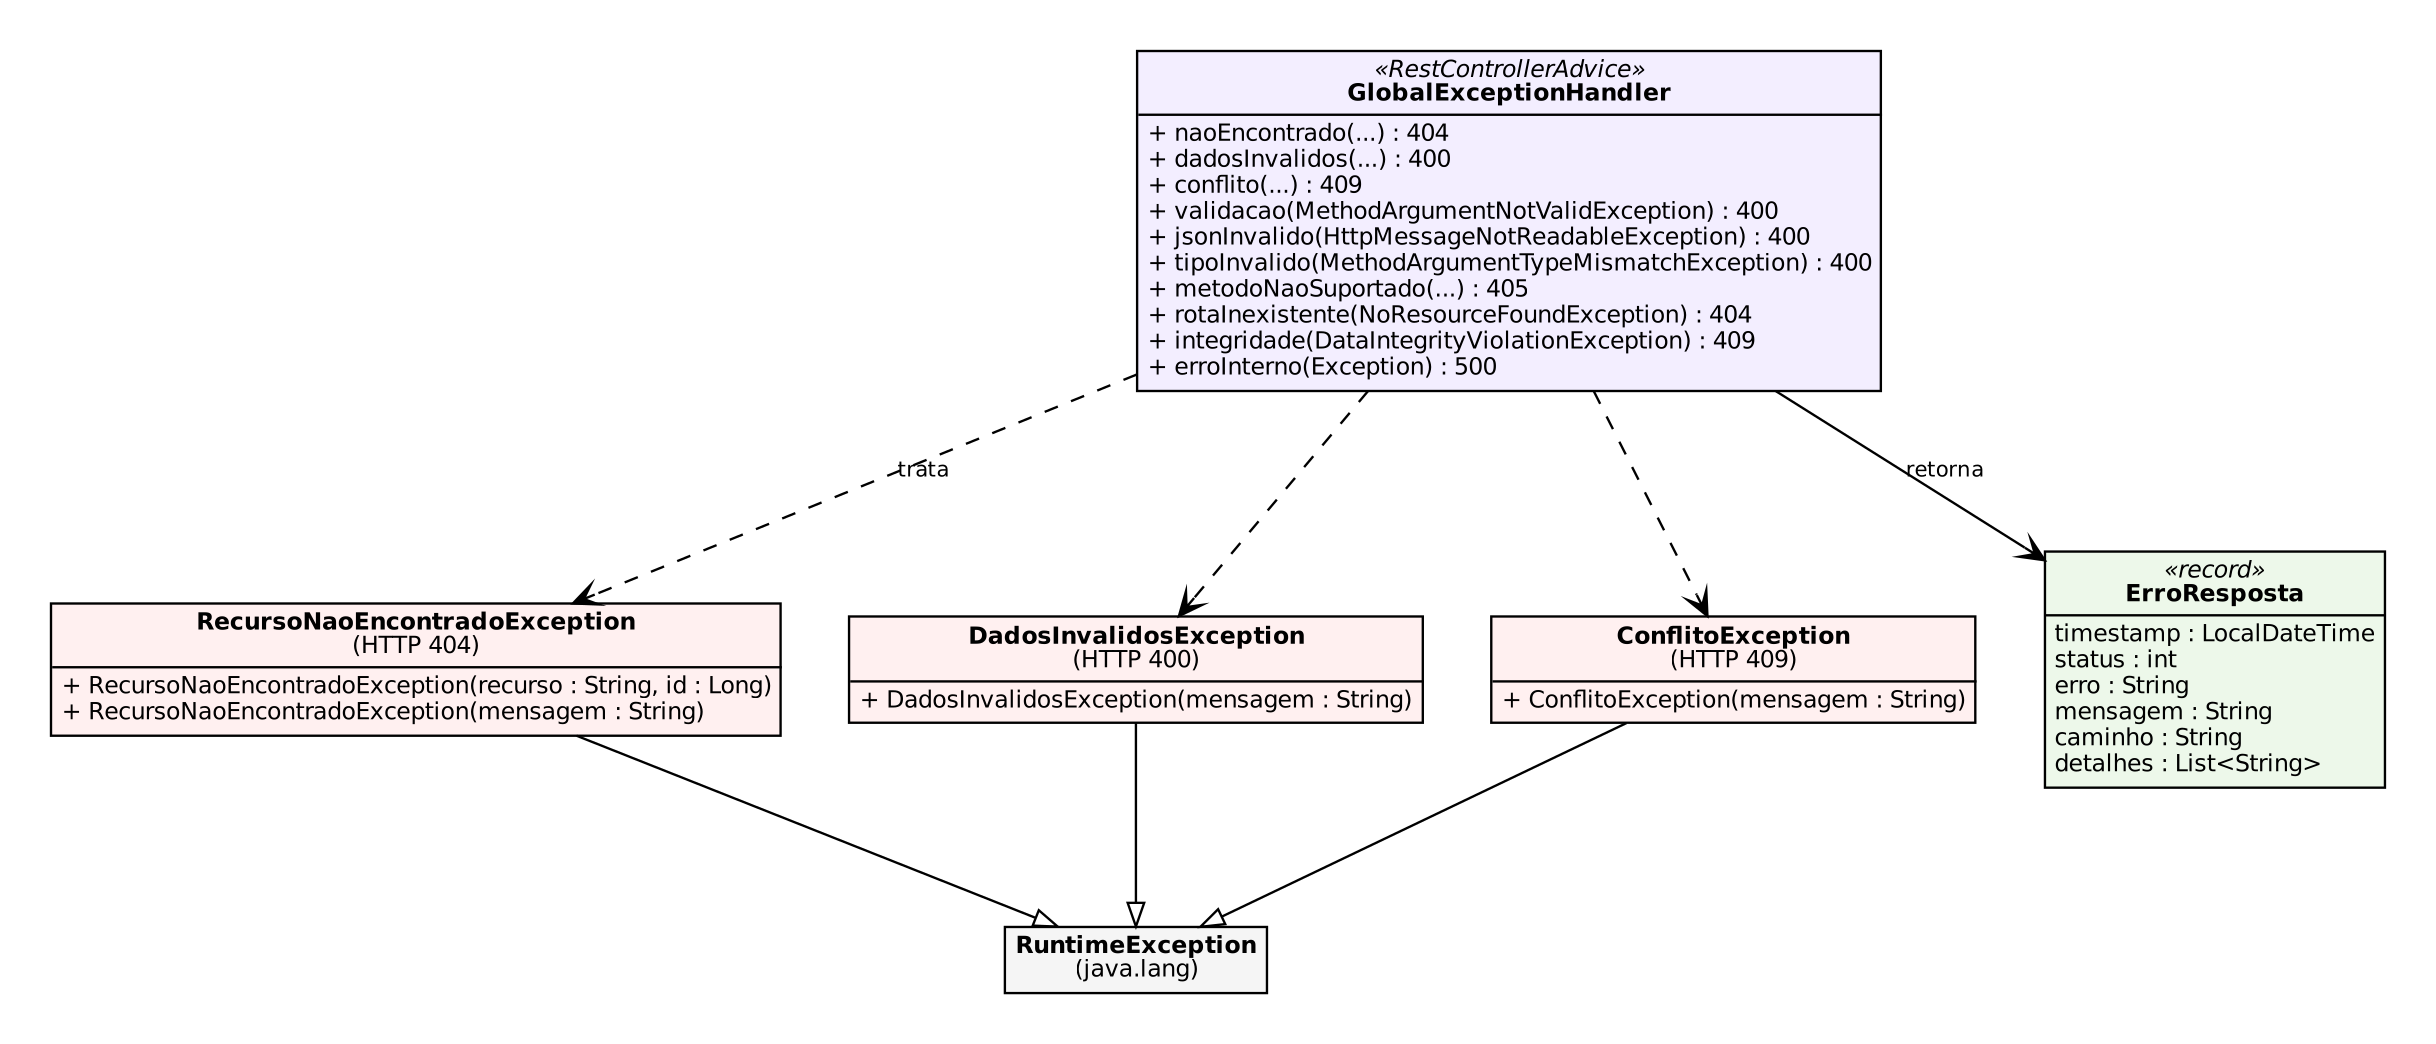 «RestControllerAdvice»
GlobalExceptionHandler
+ naoEncontrado(...) : 404
+ dadosInvalidos(...) : 400
+ conflito(...) : 409
+ validacao(MethodArgumentNotValidException) : 400
+ jsonInvalido(HttpMessageNotReadableException) : 400
+ tipoInvalido(MethodArgumentTypeMismatchException) : 400
+ metodoNaoSuportado(...) : 405
+ rotaInexistente(NoResourceFoundException) : 404
+ integridade(DataIntegrityViolationException) : 409
+ erroInterno(Exception) : 500
trata
retorna
RecursoNaoEncontradoException
(HTTP 404)
+ RecursoNaoEncontradoException(recurso : String, id : Long)
+ RecursoNaoEncontradoException(mensagem : String)
DadosInvalidosException
(HTTP 400)
+ DadosInvalidosException(mensagem : String)
ConflitoException
(HTTP 409)
+ ConflitoException(mensagem : String)
«record»
ErroResposta
timestamp : LocalDateTime
status : int
erro : String
mensagem : String
caminho : String
detalhes : List<String>
RuntimeException
(java.lang)